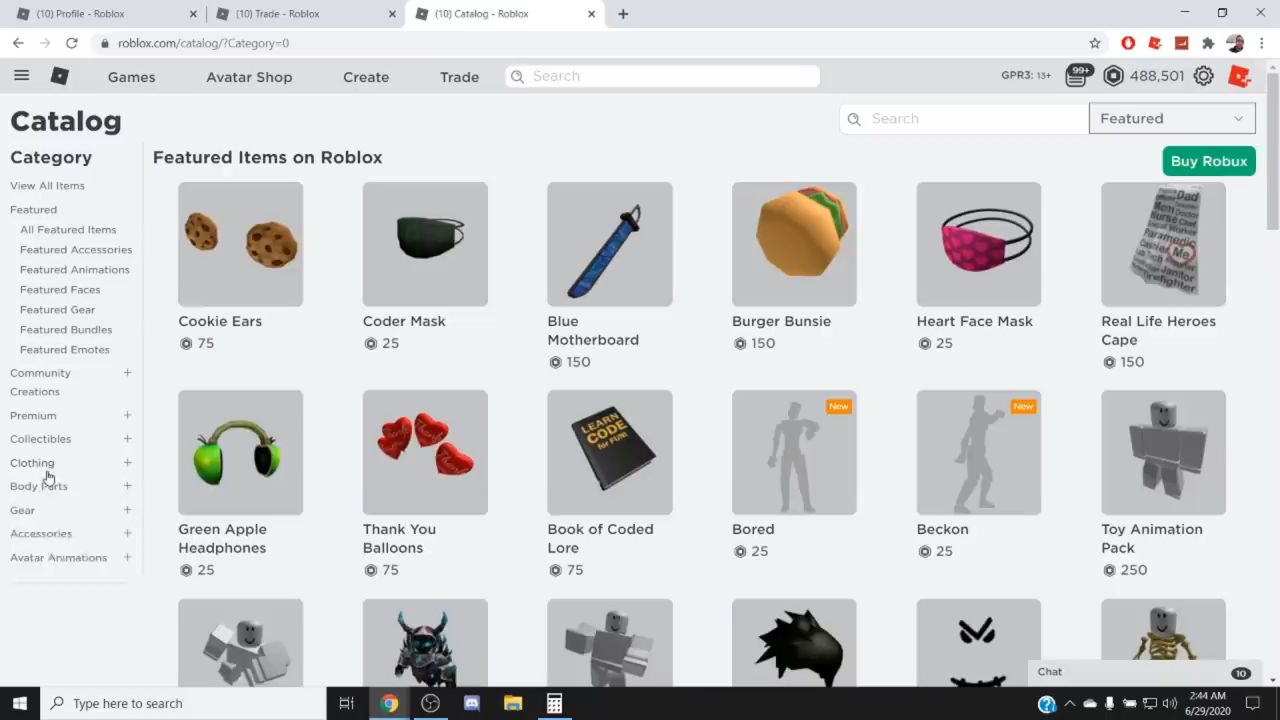 (10) Profile - Roblox
(10) Trade - Roblox
(10) Catalog - Roblox
roblox.com/catalog/?Category=0
Games
Avatar Shop
Create
Trade
Search
GPR3: 13+
99+
488,501
Catalog
Search
Featured
Category
Featured Items on Roblox
Buy Robux
View All Items
Featured
All Featured Items
Featured Accessories
Featured Animations
Featured Faces
Featured Gear
Featured Bundles
Featured Emotes
Community +
Creations
Premium +
Collectibles +
Clothing +
Body Parts +
Gear +
Accessories +
Avatar Animations +
Cookie Ears
75
Coder Mask
25
Blue
Motherboard
150
Burger Bunsie
150
Heart Face Mask
25
Dad
Me
Janitor
Real Life Heroes
Cape
150
Green Apple
Headphones
25
Thank You
Balloons
75
LEARN
CODE
for FUN!
Book of Coded
Lore
75
New
Bored
25
New
Beckon
25
Toy Animation
Pack
250
Chat
10
Type here to search
2:44 AM
6/29/2020